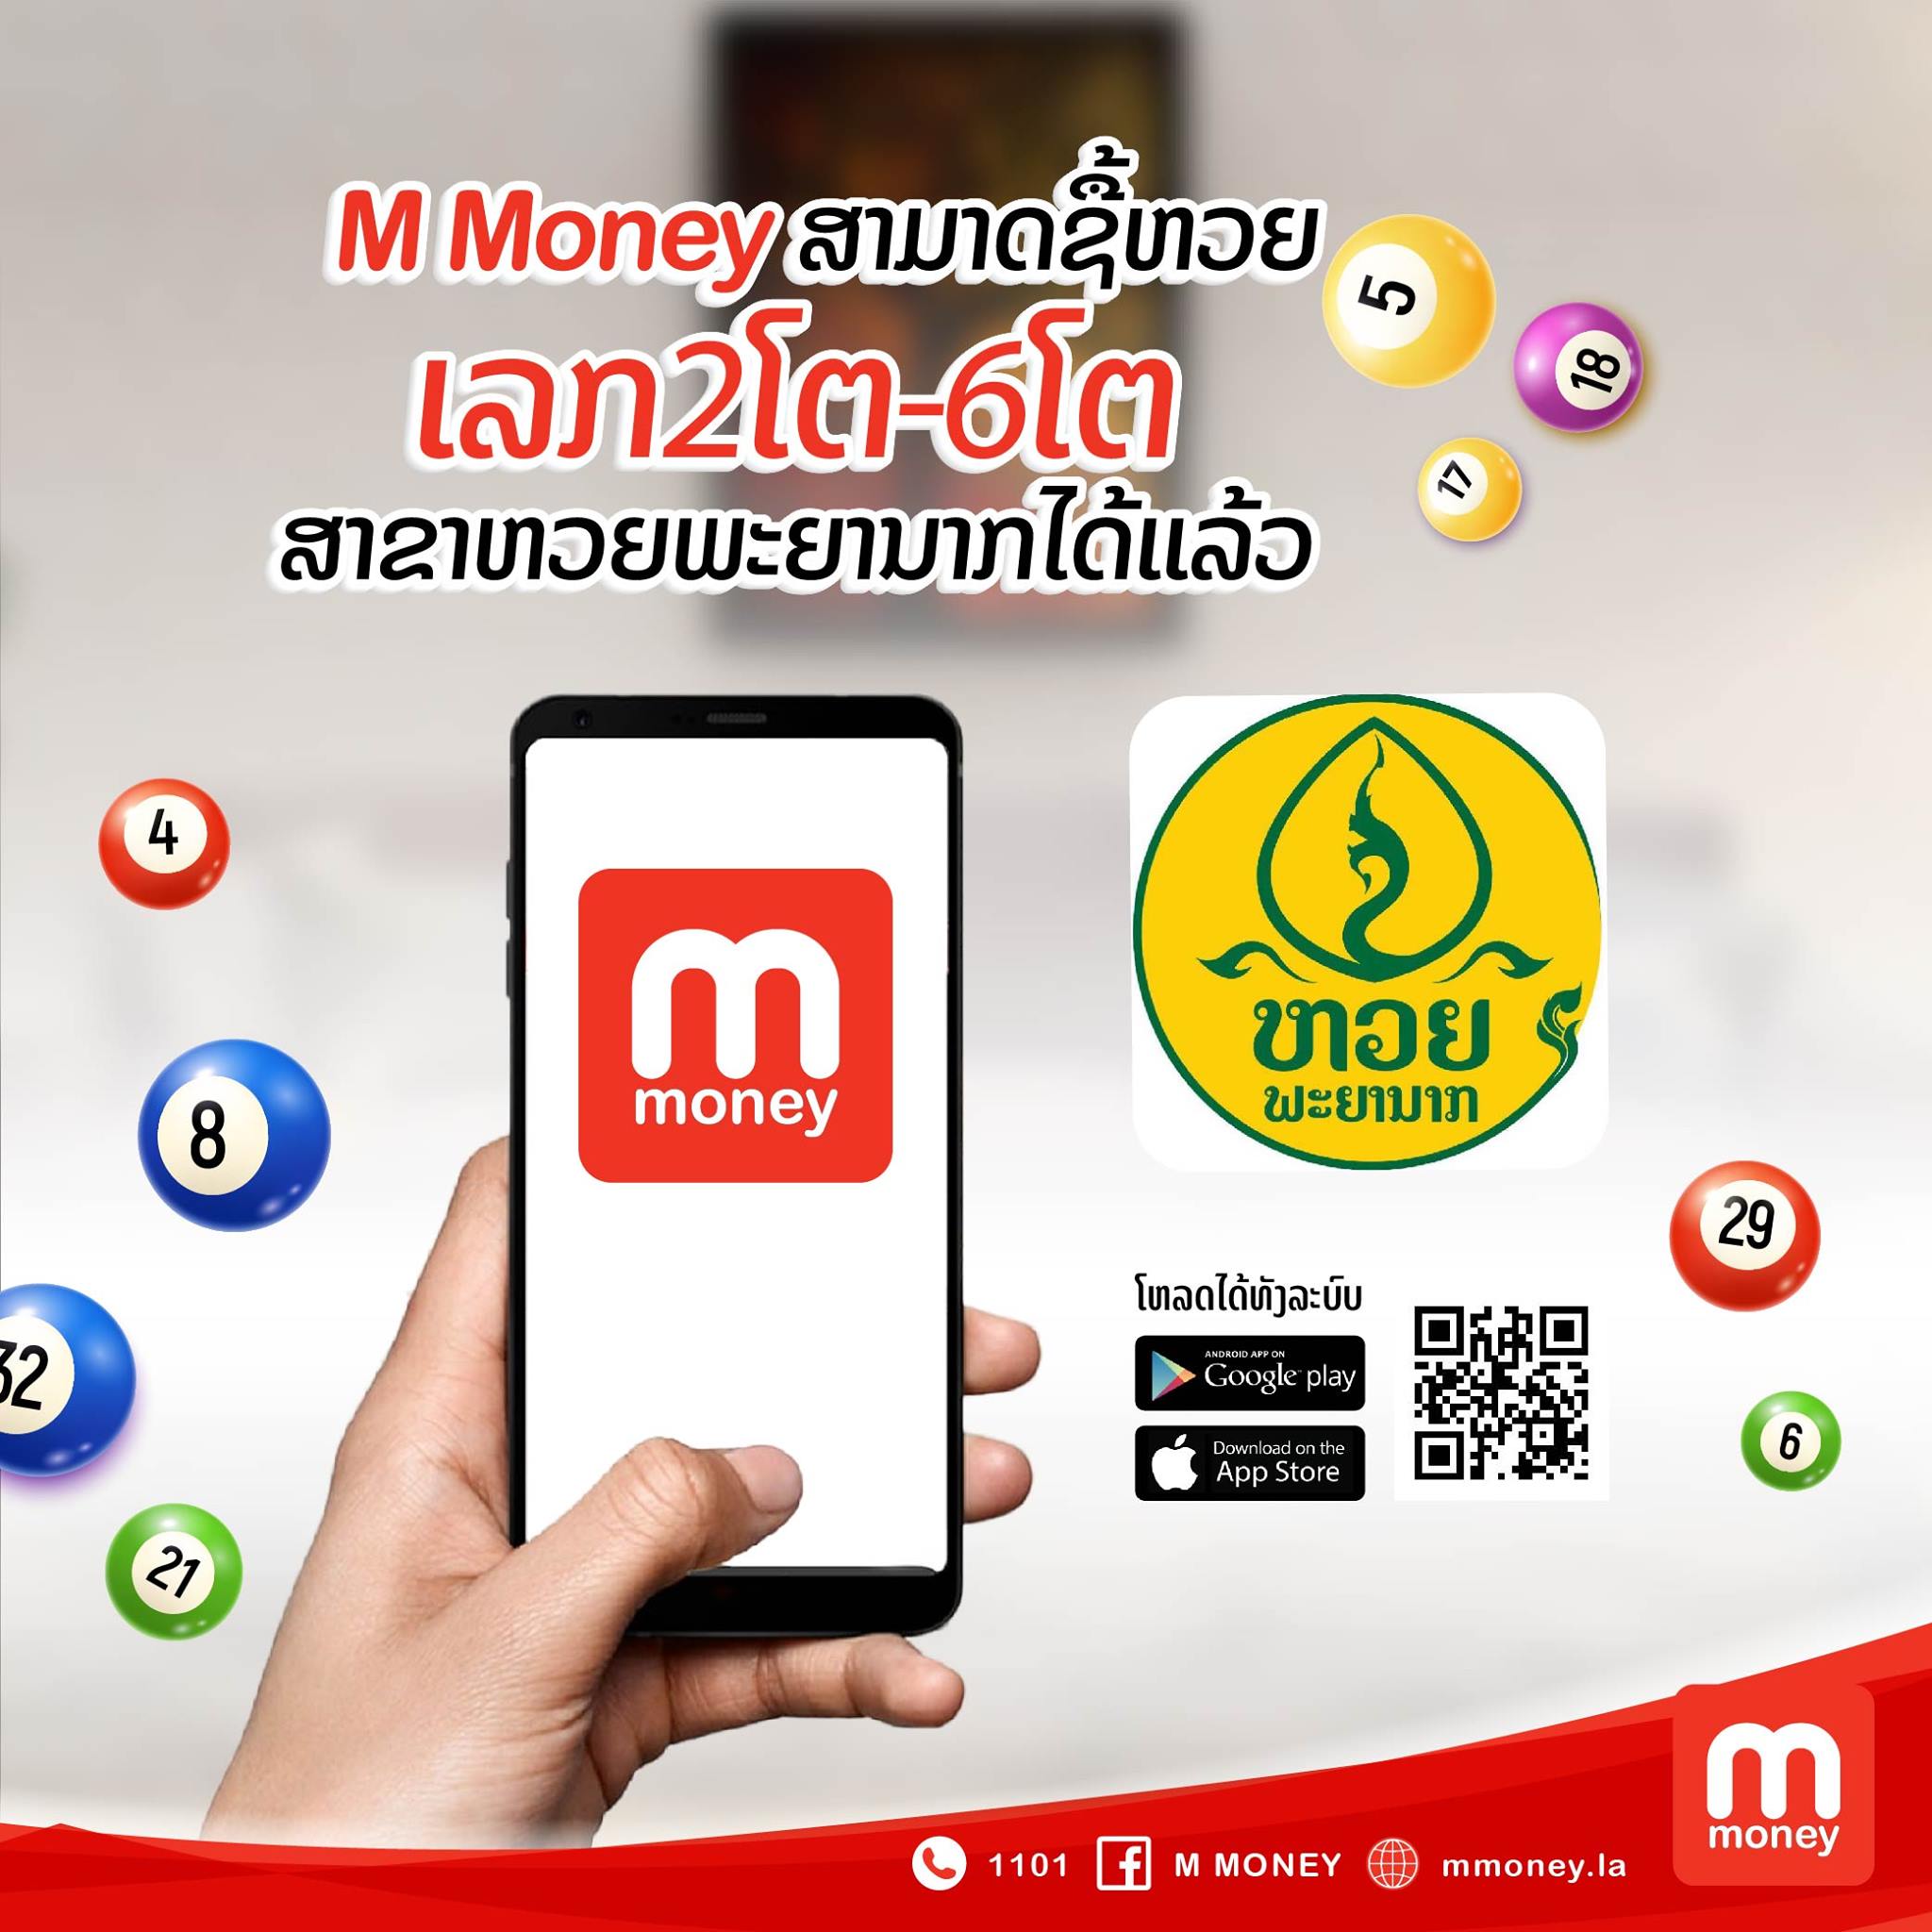 M Money ສາມາດຊື້ຫວຍ
ເລກ2ໂຕ-6ໂຕ
ສາຂາຫວຍພະຍານາກໄດ້ແລ້ວ
5
18
17
4
m
money
ຫວຍ
ພະຍານາກ
8
29
ໂຫລດໄດ້ທັງລະບົບ
ANDROID APP ON
Google play
Download on the
App Store
32
6
21
m
money
1101 f M MONEY mmoney.la